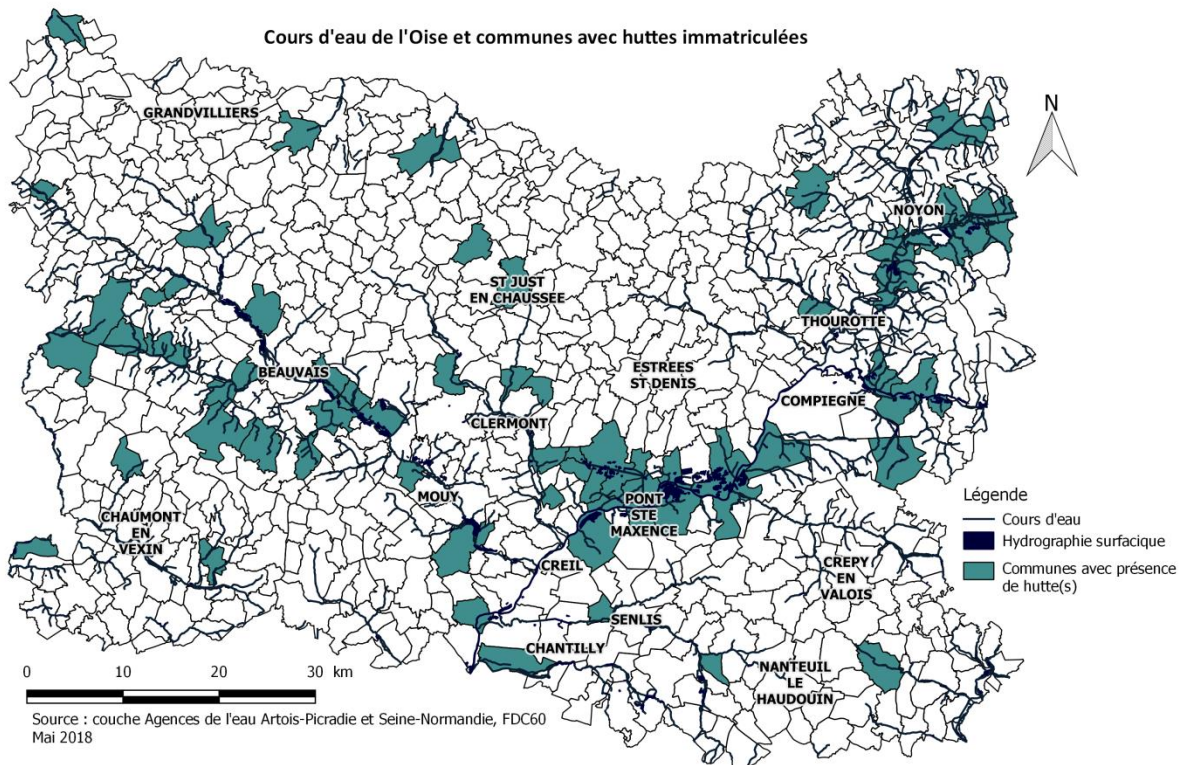 Cours d'eau de l'Oise et communes avec huttes immatriculées
GRANDVILLIERS
N
NOYON
ST JUST
EN CHAUSSEE
THOUROTTE
BEAUVAIS
ESTREES
ST DENIS
COMPIEGNE
CLERMONT
MOUY
PONT
STE
MAXENCE
CHAUMONT
EN
VEXIN
CREIL
CREPY
EN
VALOIS
SENLIS
CHANTILLY
NANTEUIL
LE
HAUDOUIN
Légende
Cours d'eau
Hydrographie surfacique
Communes avec présence
de hutte(s)
0 10 20 30 km
Source : couche Agences de l'eau Artois-Picradie et Seine-Normandie, FDC60
Mai 2018